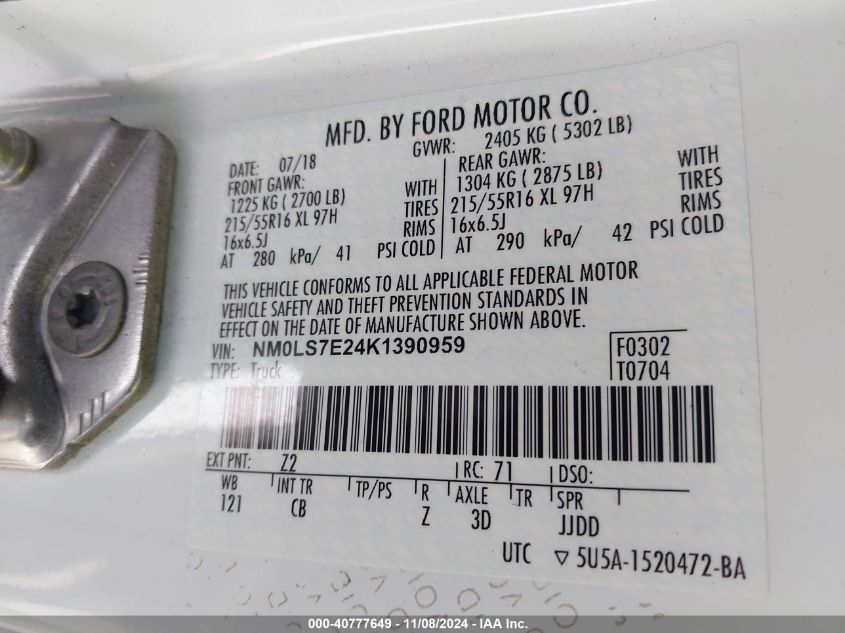 MFD. BY FORD MOTOR CO.
DATE: 07/18 GVWR: 2405 KG ( 5302 LB)
FRONT GAWR: REAR GAWR:
1225 KG ( 2700 LB) WITH 1304 KG ( 2875 LB) WITH
215/55R16 XL 97H TIRES 215/55R16 XL 97H TIRES
16x6.5J RIMS 16x6.5J RIMS
AT 280 kPa/ 41 PSI COLD AT 290 kPa/ 42 PSI COLD
THIS VEHICLE CONFORMS TO ALL APPLICABLE FEDERAL MOTOR
VEHICLE SAFETY AND THEFT PREVENTION STANDARDS IN
EFFECT ON THE DATE OF MANUFACTURE SHOWN ABOVE.
VIN: NM0LS7E24K1390959 F0302
TYPE: Truck T0704
EXT PNT: Z2 RC: 71 DSO:
WB INT TR TP/PS R AXLE TR SPR
121 CB Z 3D JJDD
UTC ▽ 5U5A-1520472-BA
000-40777649 | 11/08/2024 | IAA Inc.